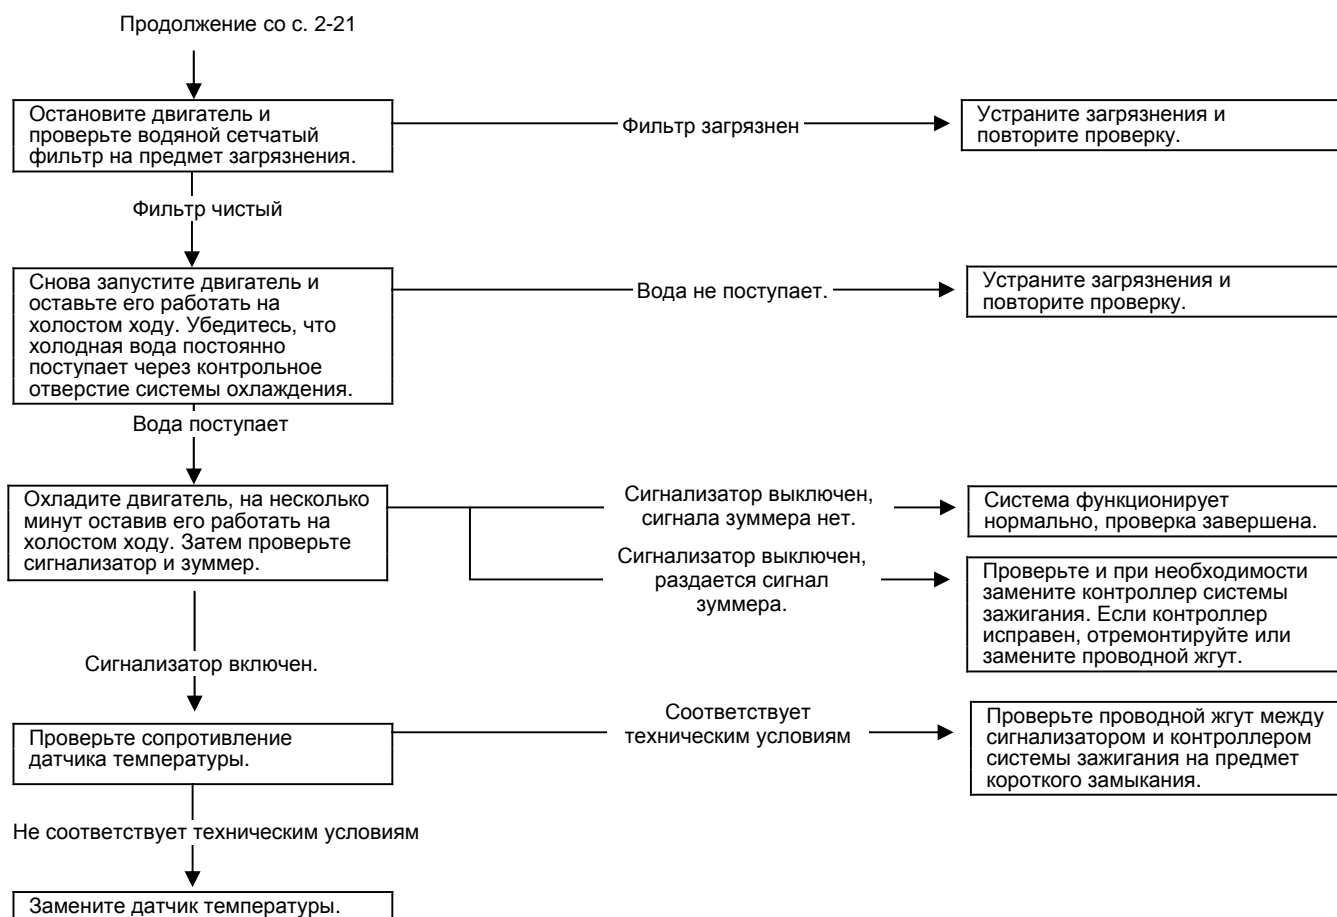 Продолжение со с. 2-21
Остановите двигатель и
проверьте водяной сетчатый
фильтр на предмет загрязнения.
Фильтр загрязнен
Устраните загрязнения и
повторите проверку.
Фильтр чистый
Снова запустите двигатель и
оставьте его работать на
холостом ходу. Убедитесь, что
холодная вода постоянно
поступает через контрольное
отверстие системы охлаждения.
Вода не поступает.
Устраните загрязнения и
повторите проверку.
Вода поступает
Охладите двигатель, на несколько
минут оставив его работать на
холостом ходу. Затем проверьте
сигнализатор и зуммер.
Сигнализатор выключен,
сигнала зуммера нет.
Система функционирует
нормально, проверка завершена.
Сигнализатор выключен,
раздается сигнал
зуммера.
Проверьте и при необходимости
замените контроллер системы
зажигания. Если контроллер
исправен, отремонтируйте или
замените проводной жгут.
Сигнализатор включен.
Проверьте сопротивление
датчика температуры.
Соответствует
техническим условиям
Проверьте проводной жгут между
сигнализатором и контроллером
системы зажигания на предмет
короткого замыкания.
Не соответствует техническим условиям
Замените датчик температуры.